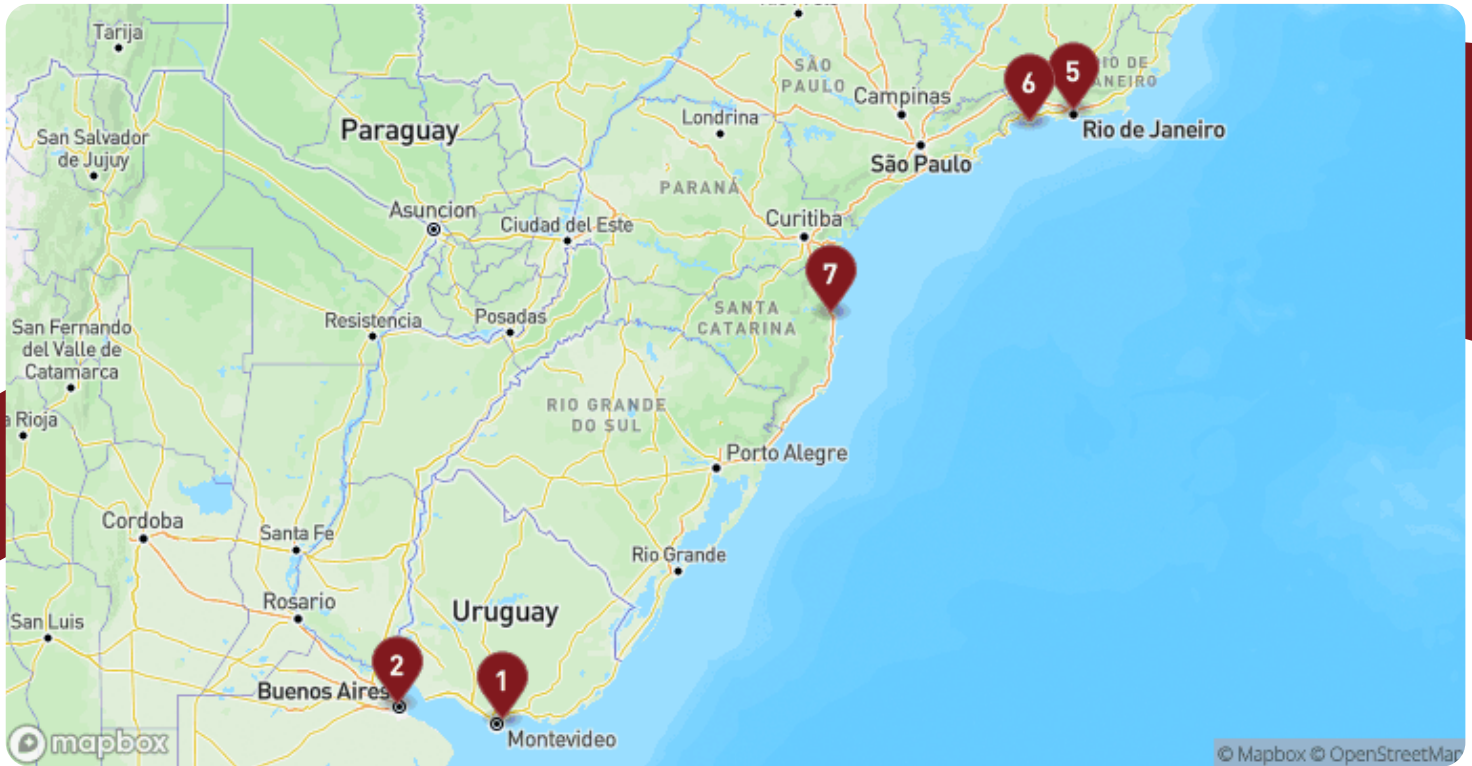 Tarija
SÃO
PAULO
6
5
RIO DE
JANEIRO
Campinas
Londrina
Paraguay
Rio de Janeiro
San Salvador
de Jujuy
São Paulo
PARANÁ
Asuncion
Ciudad del Este
Curitiba
7
San Fernando
del Valle de
Catamarca
Resistencia
Posadas
SANTA
CATARINA
a Rioja
RIO GRANDE
DO SUL
Porto Alegre
Cordoba
Santa Fe
Rio Grande
Rosario
Uruguay
San Luis
2
1
Buenos Aires
Montevideo
mapbox
© Mapbox © OpenStreetMap